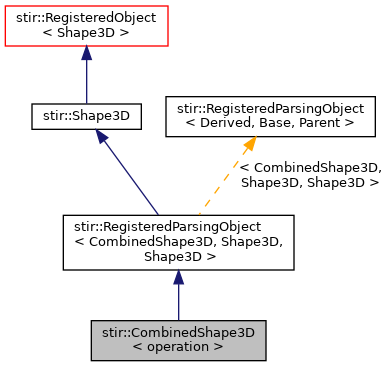 stir::RegisteredObject
< Shape3D >
stir::Shape3D
stir::RegisteredParsingObject
< Derived, Base, Parent >
< CombinedShape3D,
Shape3D, Shape3D >
stir::RegisteredParsingObject
< CombinedShape3D, Shape3D,
Shape3D >
stir::CombinedShape3D
< operation >